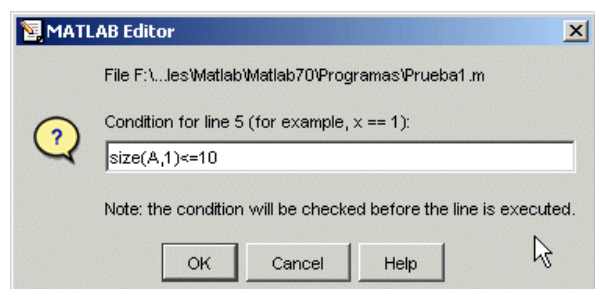 MATLAB Editor
File F:\...les\Matlab\Matlab70\Programas\Prueba1.m
Condition for line 5 (for example, x == 1):
size(A,1)<=10
Note: the condition will be checked before the line is executed.
OK Cancel Help